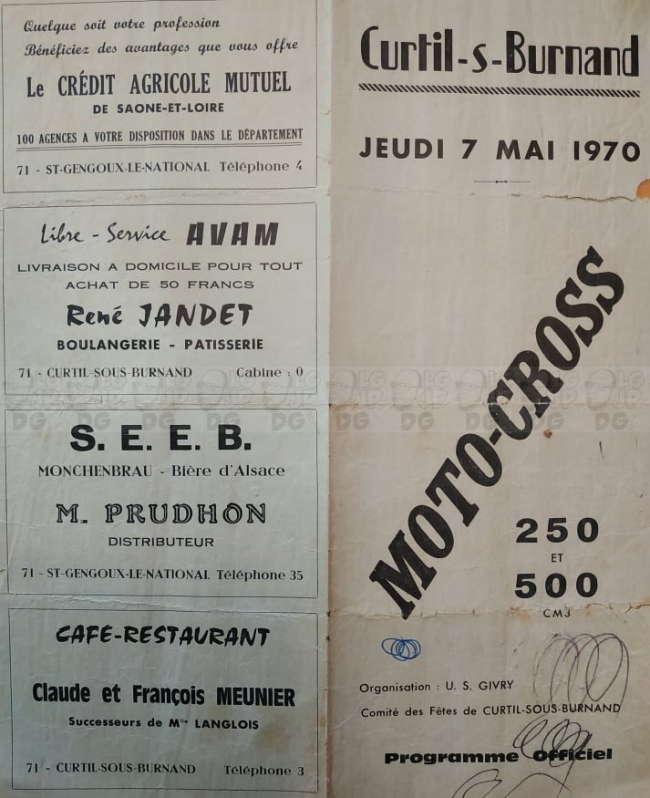 Quelque soit votre profession
Bénéficiez des avantages que vous offre
Le CRÉDIT AGRICOLE MUTUEL
DE SAONE-ET-LOIRE
100 AGENCES A VOTRE DISPOSITION DANS LE DÉPARTEMENT
71 - ST-GENGOUX-LE-NATIONAL Téléphone 4
Libre - Service AVAM
LIVRAISON A DOMICILE POUR TOUT
ACHAT DE 50 FRANCS
René JANDET
BOULANGERIE - PATISSERIE
71 - CURTIL-SOUS-BURNAND Cabine : 0
S. E. E. B.
MONCHENBRAU - Bière d'Alsace
M. PRUDHON
DISTRIBUTEUR
71 - ST-GENGOUX-LE-NATIONAL Téléphone 35
CAFE-RESTAURANT
Claude et François MEUNIER
Successeurs de Mme LANGLOIS
71 - CURTIL-SOUS-BURNAND Téléphone 3
Curtil-s-Burnand
JEUDI 7 MAI 1970
MOTO-CROSS
250
ET
500
CM3
Organisation : U. S. GIVRY
Comité des Fêtes de CURTIL-SOUS-BURNAND
Programme Officiel